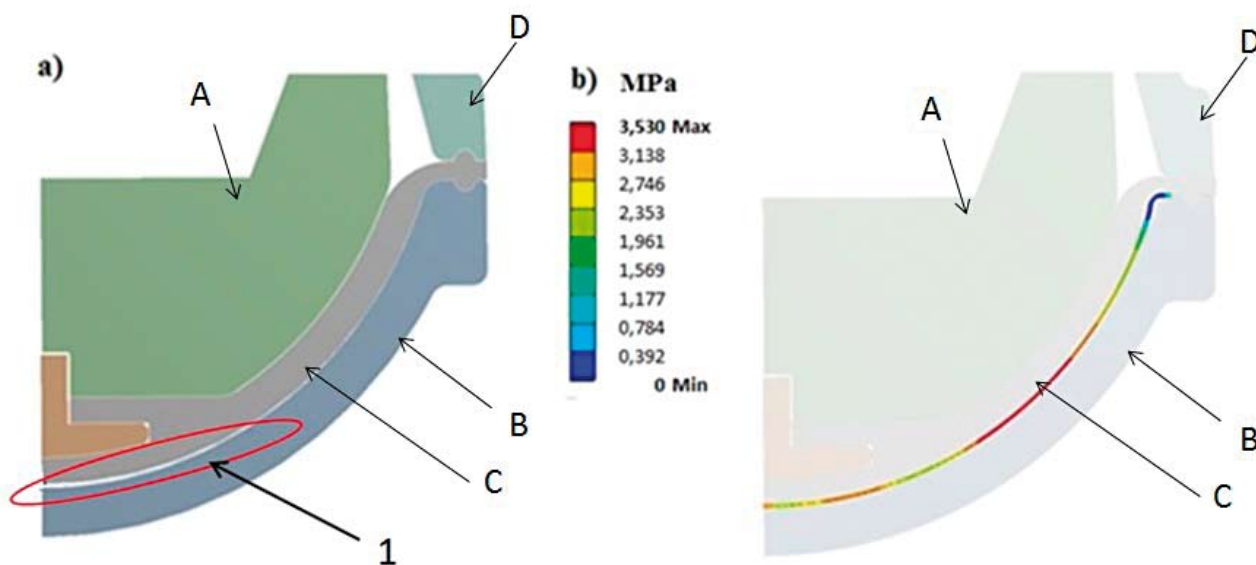 a)
A
D
B
C
1
b) MPa
3,530 Max
3,138
2,746
2,353
1,961
1,569
1,177
0,784
0,392
0 Min
A
D
B
C